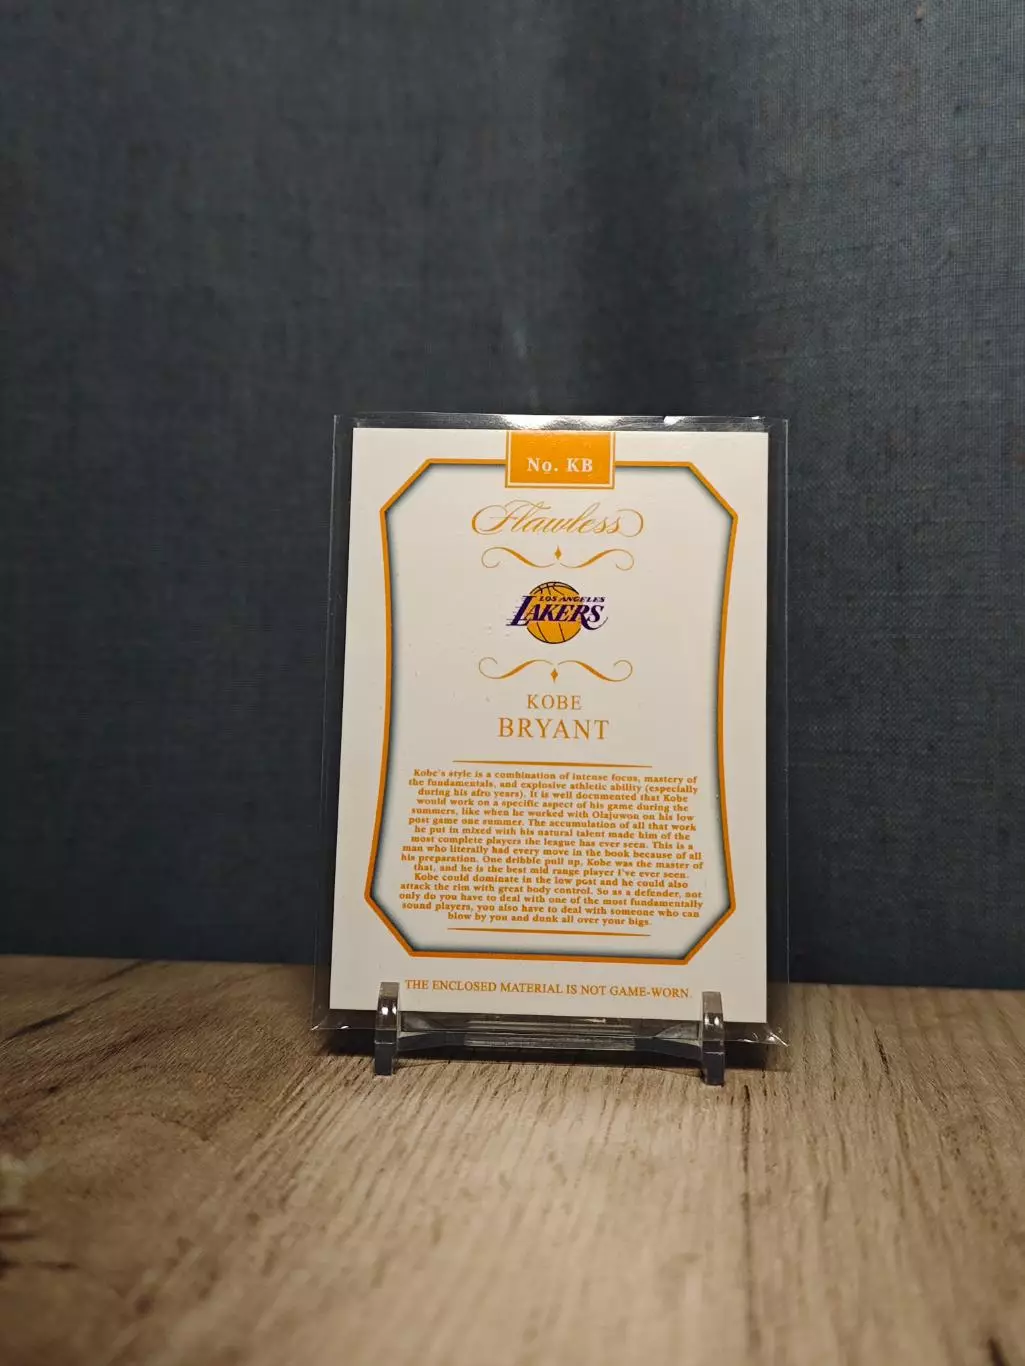 No. KB
Flawless
LOS ANGELES
LAKERS
KOBE
BRYANT
Kobe's style is a combination of intense focus, mastery of
the fundamentals, and explosive athletic ability (especially
during his afro years). It is well documented that Kobe
would work on a specific aspect of his game during the
summers, like when he worked with Olajuwon on his low
post game one summer. The accumulation of all that work
he put in mixed with his natural talent made him of the
most complete players the league has ever seen. This is a
man who literally had every move in the book because of all
his preparation. One dribble pull up, Kobe was the master of
that, and he is the best mid range player I've ever seen.
Kobe could dominate in the low post and he could also
attack the rim with great body control. So as a defender, not
only do you have to deal with one of the most fundamentally
sound players, you also have to deal with someone who can
blow by you and dunk all over your bigs.
THE ENCLOSED MATERIAL IS NOT GAME-WORN.